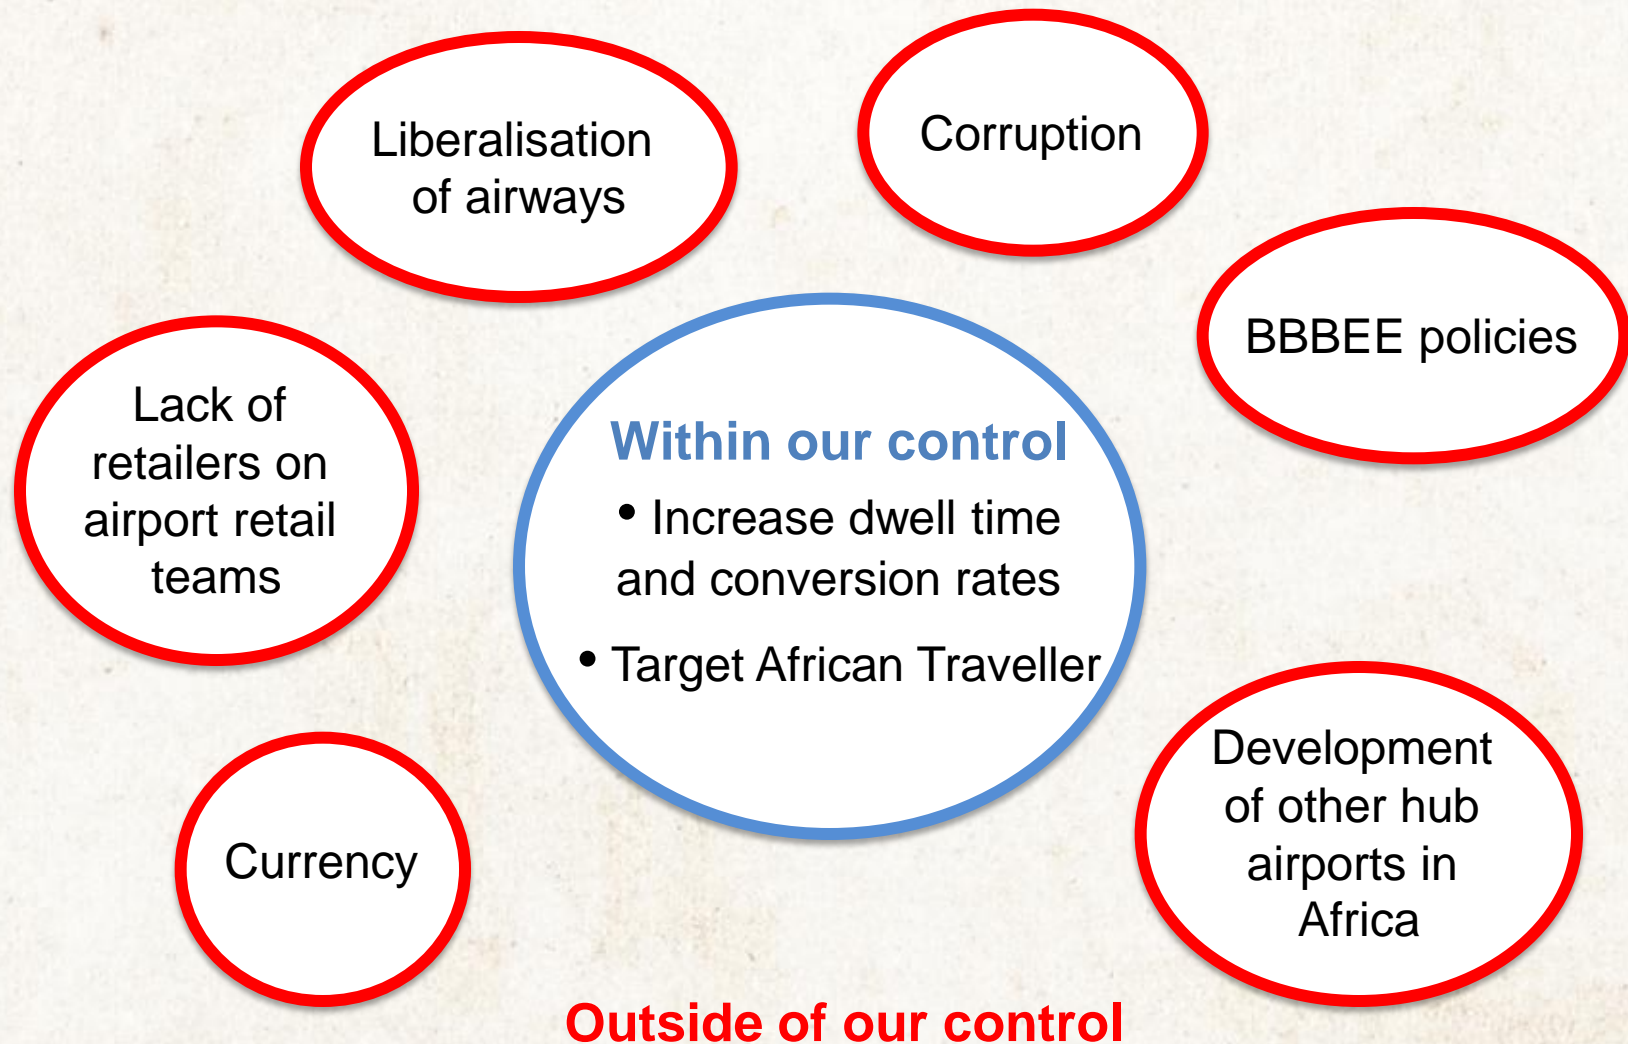 Liberalisation
of airways
Corruption
BBBEE policies
Lack of
retailers on
airport retail
teams
Within our control
• Increase dwell time
and conversion rates
• Target African Traveller
Development
of other hub
airports in
Africa
Currency
Outside of our control